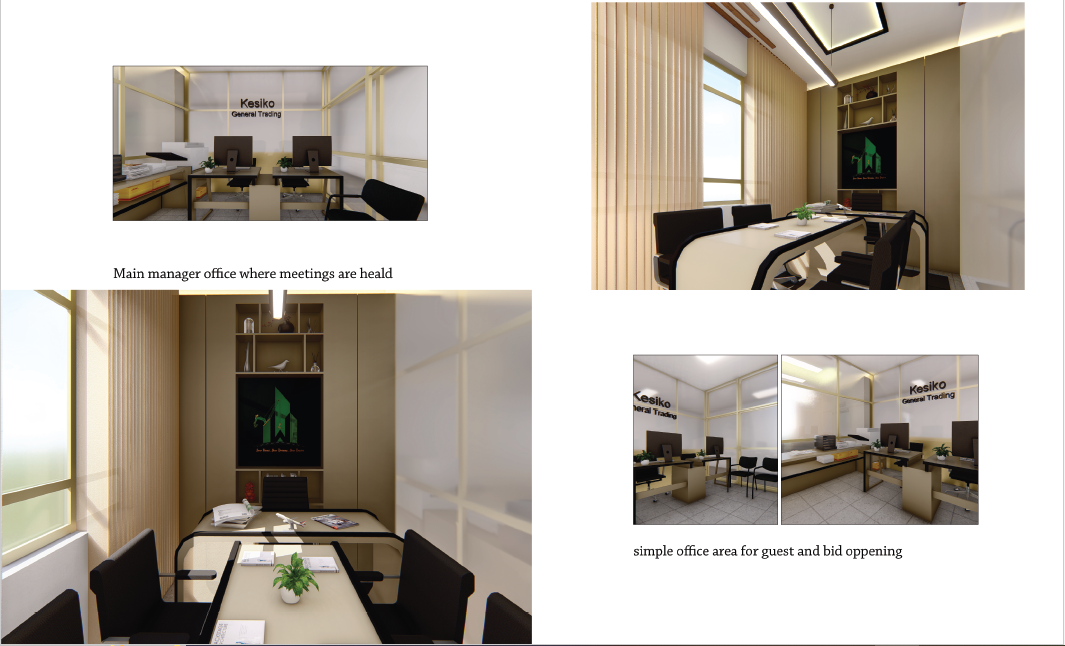 Kesiko
General Trading
Main manager office where meetings are heald
Kesiko
neral Trading
Kesiko
General Trading
simple office area for guest and bid oppening